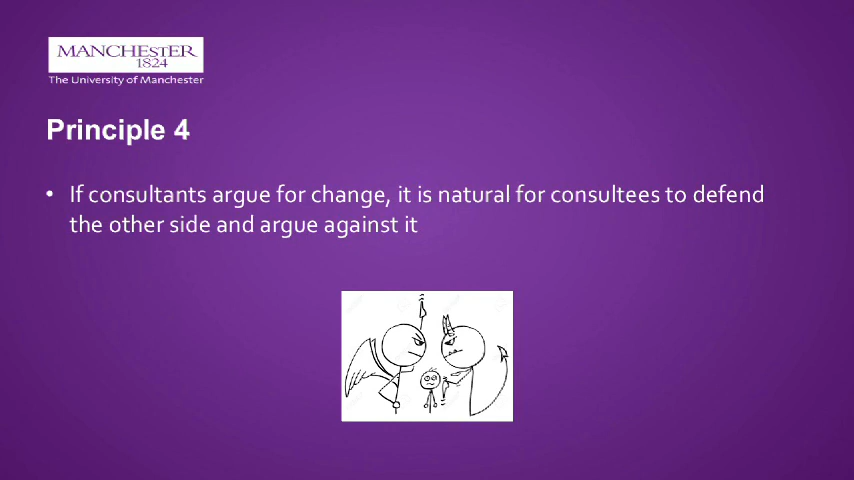 MANCHESTER
1824
The University of Manchester
Principle 4
• If consultants argue for change, it is natural for consultees to defend
the other side and argue against it